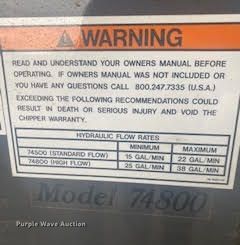 WARNING
READ AND UNDERSTAND YOUR OWNERS MANUAL BEFORE
OPERATING. IF OWNERS MANUAL WAS NOT INCLUDED OR
YOU HAVE ANY QUESTIONS CALL 800.247.7335 (U.S.A.)
EXCEEDING THE FOLLOWING RECOMMENDATIONS COULD
RESULT IN DEATH OR SERIOUS INJURY AND VOID THE
CHIPPER WARRANTY.
HYDRAULIC FLOW RATES
MINIMUM MAXIMUM
74500 (STANDARD FLOW) 15 GAL/MIN 22 GAL/MIN
74800 (HIGH FLOW) 25 GAL/MIN 38 GAL/MIN
Model 74800
Purple Wave Auction